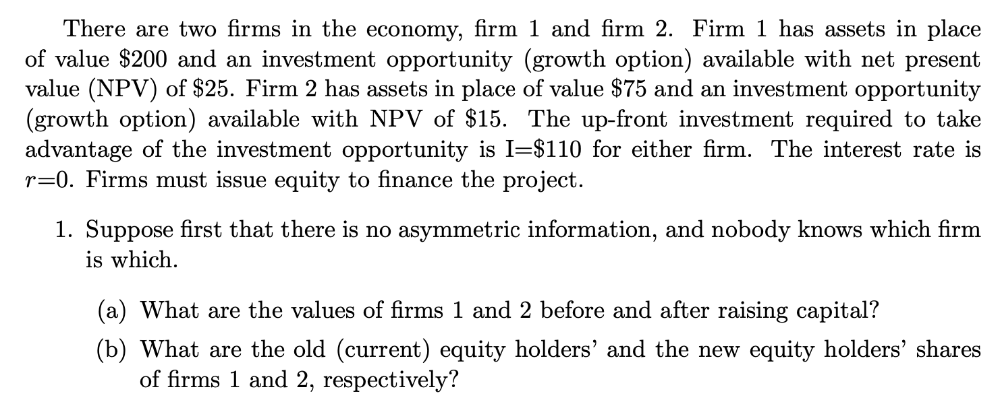 There are two firms in the economy, firm 1 and firm 2. Firm 1 has assets in place
of value $200 and an investment opportunity (growth option) available with net present
value (NPV) of $25. Firm 2 has assets in place of value $75 and an investment opportunity
(growth option) available with NPV of $15. The up-front investment required to take
advantage of the investment opportunity is I=$110 for either firm. The interest rate is
r=0. Firms must issue equity to finance the project.
1. Suppose first that there is no asymmetric information, and nobody knows which firm
is which.
(a) What are the values of firms 1 and 2 before and after raising capital?
(b) What are the old (current) equity holders' and the new equity holders' shares
of firms 1 and 2, respectively?